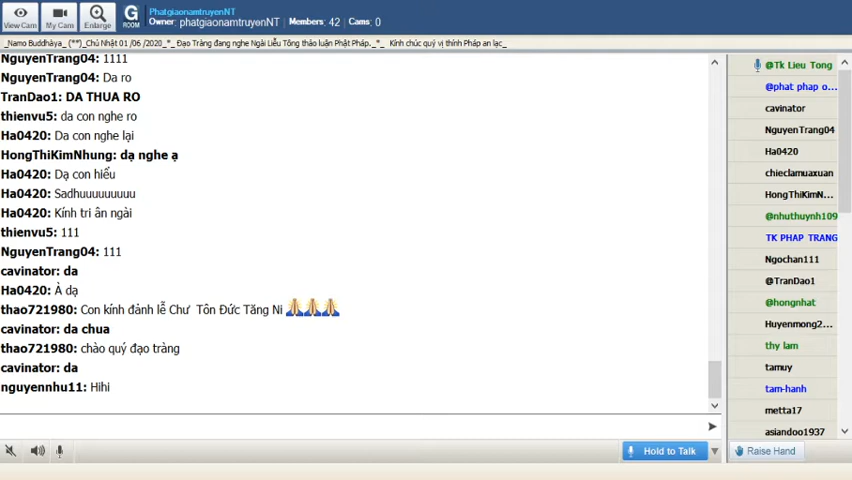 View Cam
My Cam
Enlarge
G
ROOM
PhatgiaonamtruyenNT
Owner: phatgiaonamtruyenNT Members: 42 Cams: 0
_Namo Buddhàya_ (**)_Chủ Nhật 01 /06 /2020_*_ Đạo Tràng đang nghe Ngài Liễu Tông thảo luận Phật Pháp._*_ Kính chúc quý vị thính Pháp an lạc_
NguyenTrang04: 1111
NguyenTrang04: Da ro
TranDao1: DA THUA RO
thienvu5: da con nghe ro
Ha0420: Da con nghe lại
HongThiKimNhung: dạ nghe ạ
Ha0420: Dạ con hiểu
Ha0420: Sadhuuuuuuuuu
Ha0420: Kính tri ân ngài
thienvu5: 111
NguyenTrang04: 111
cavinator: da
Ha0420: À dạ
thao721980: Con kính đảnh lễ Chư Tôn Đức Tăng Ni 🙏🙏🙏
cavinator: da chua
thao721980: chào quý đạo tràng
cavinator: da
nguyennhu11: Hihi
@Tk Lieu Tong
@phat phap o...
cavinator
NguyenTrang04
Ha0420
chieclamuaxuan
HongThiKimN...
@nhuthuynh109
TK PHAP TRANG
Ngochan111
@TranDao1
@hongnhat
Huyenmong2...
thy lam
tamuy
tam-hanh
metta17
asiandoo1937
Hold to Talk
Raise Hand